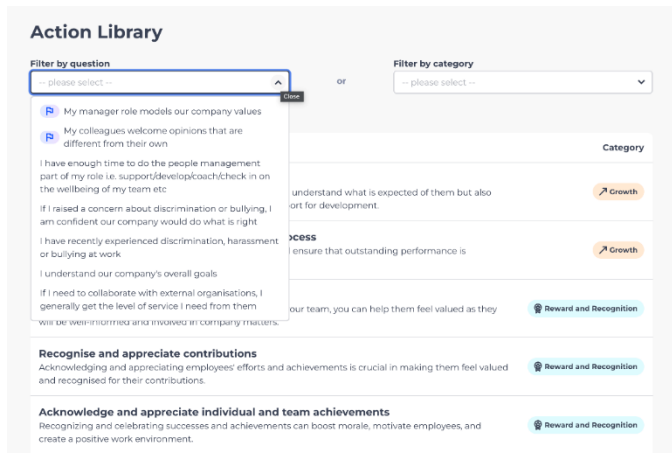 Action Library
Filter by question
-- please select --
or
Filter by category
-- please select --
Close
My manager role models our company values
My colleagues welcome opinions that are
different from their own
I have enough time to do the people management
part of my role i.e. support/develop/coach/check in on
the wellbeing of my team etc
If I raised a concern about discrimination or bullying, I
am confident our company would do what is right
I have recently experienced discrimination, harassment
or bullying at work
I understand our company's overall goals
If I need to collaborate with external organisations, I
generally get the level of service I need from them
Category
understand what is expected of them but also
ort for development.
Growth
ocess
ensure that outstanding performance is
Growth
our team, you can help them feel valued as they
will be well-informed and involved in company matters.
Reward and Recognition
Recognise and appreciate contributions
Acknowledging and appreciating employees' efforts and achievements is crucial in making them feel valued
and recognised for their contributions.
Reward and Recognition
Acknowledge and appreciate individual and team achievements
Recognizing and celebrating successes and achievements can boost morale, motivate employees, and
create a positive work environment.
Reward and Recognition